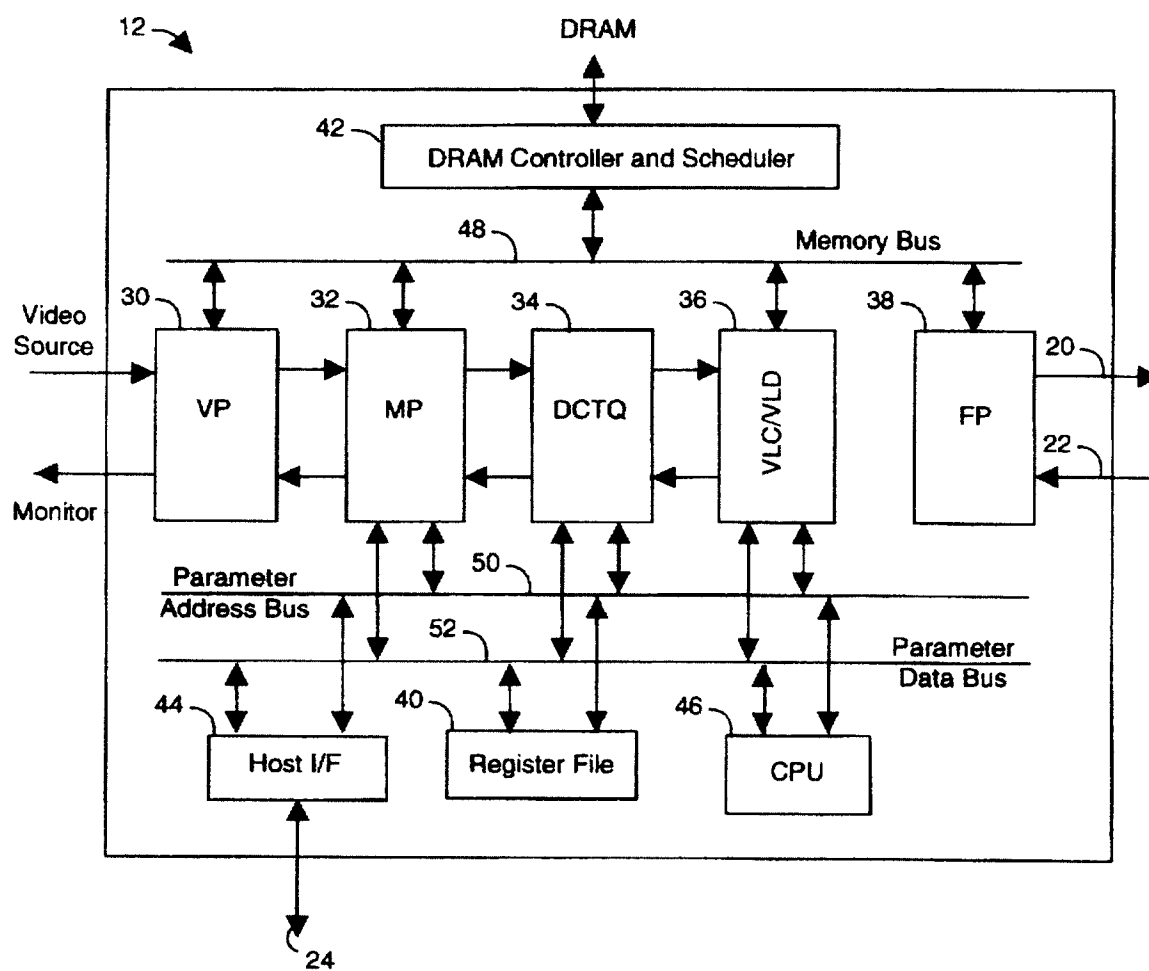 12
DRAM
42
DRAM Controller and Scheduler
48
Memory Bus
30
32
34
36
38
Video
Source
20
VP
MP
DCTQ
VLC/VLD
FP
22
Monitor
50
Parameter
Address Bus
52
Parameter
Data Bus
44
40
46
Host I/F
Register File
CPU
24